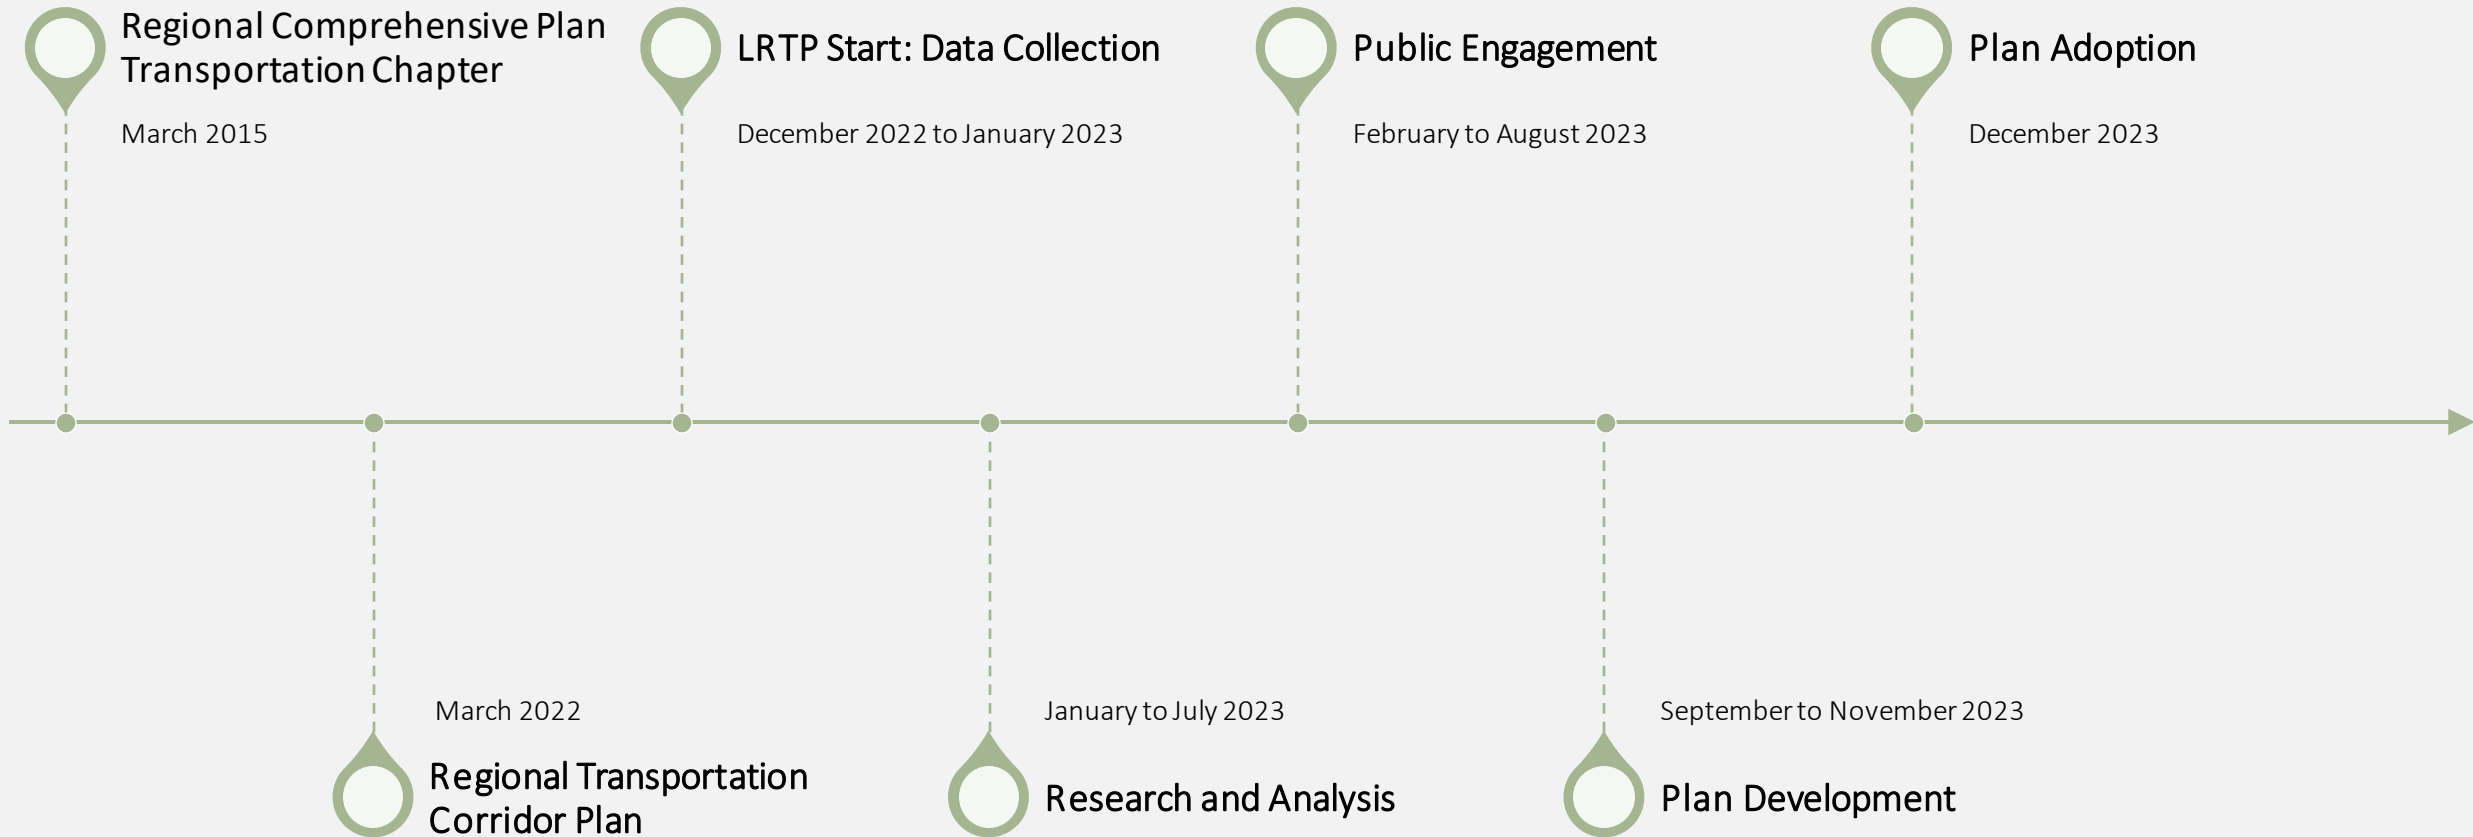 Regional Comprehensive Plan
Transportation Chapter
March 2015
LRTP Start: Data Collection
December 2022 to January 2023
Public Engagement
February to August 2023
Plan Adoption
December 2023
March 2022
Regional Transportation
Corridor Plan
January to July 2023
Research and Analysis
September to November 2023
Plan Development